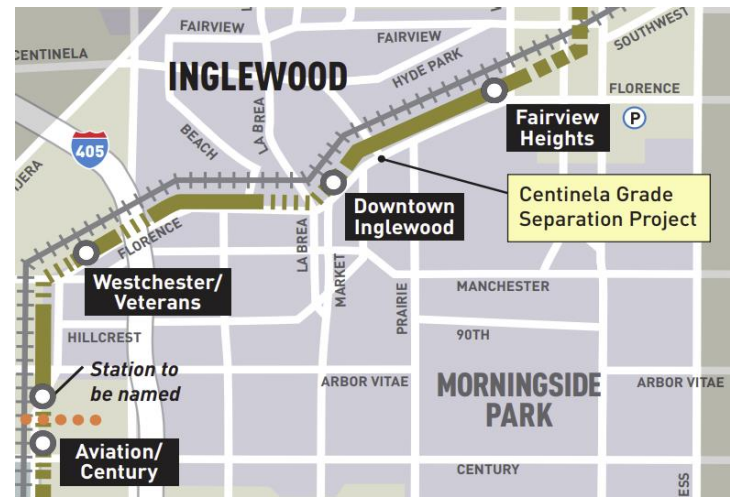 FAIRVIEW
FAIRVIEW
SOUTHWEST
CENTINELA
INGLEWOOD
HYDE PARK
FLORENCE
LA BREA
BEACH
405
Fairview
Heights
P
Centinela Grade
Separation Project
Downtown
Inglewood
FLORENCE
LA BREA
MARKET
PRAIRIE
MANCHESTER
Westchester/
Veterans
HILLCREST
90TH
Station to
be named
ARBOR VITAE
MORNINGSIDE
PARK
ARBOR VITAE
Aviation/
Century
CENTURY